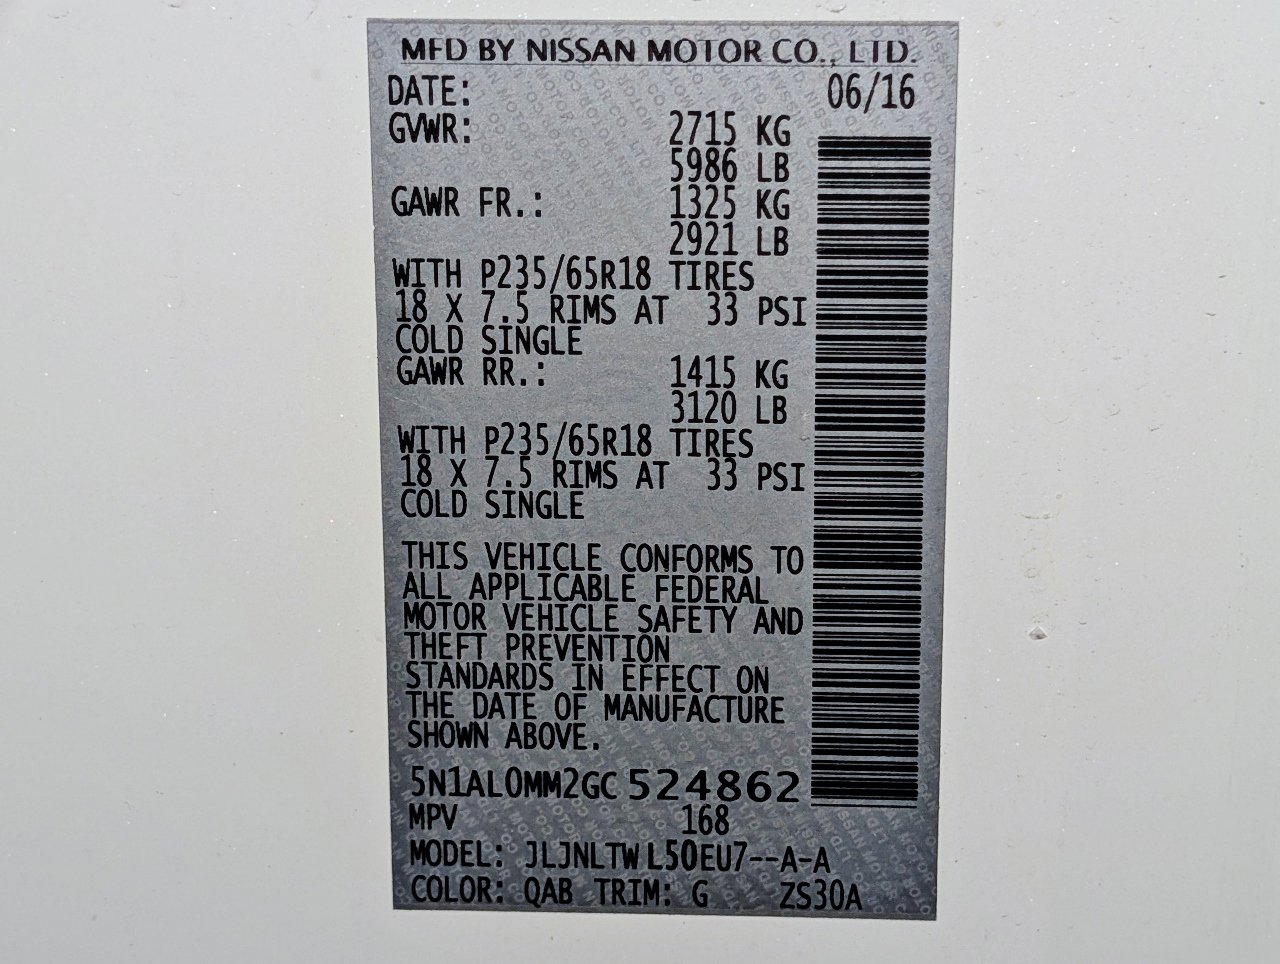 MFD BY NISSAN MOTOR CO., LTD.
DATE: 06/16
GVWR: 2715 KG
5986 LB
GAWR FR.: 1325 KG
2921 LB
WITH P235/65R18 TIRES
18 X 7.5 RIMS AT 33 PSI
COLD SINGLE
GAWR RR.: 1415 KG
3120 LB
WITH P235/65R18 TIRES
18 X 7.5 RIMS AT 33 PSI
COLD SINGLE
THIS VEHICLE CONFORMS TO
ALL APPLICABLE FEDERAL
MOTOR VEHICLE SAFETY AND
THEFT PREVENTION
STANDARDS IN EFFECT ON
THE DATE OF MANUFACTURE
SHOWN ABOVE.
5N1AL0MM2GC524862
MPV 168
MODEL: JLJNLTWL50EU7--A-A
COLOR: QAB TRIM: G ZS30A